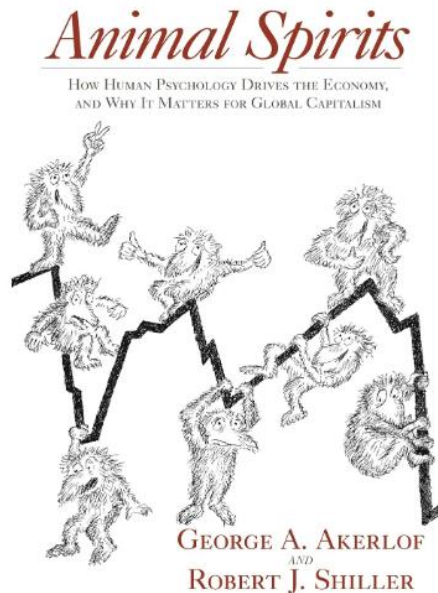 Animal Spirits
HOW HUMAN PSYCHOLOGY DRIVES THE ECONOMY,
AND WHY IT MATTERS FOR GLOBAL CAPITALISM
GEORGE A. AKERLOF
AND
ROBERT J. SHILLER